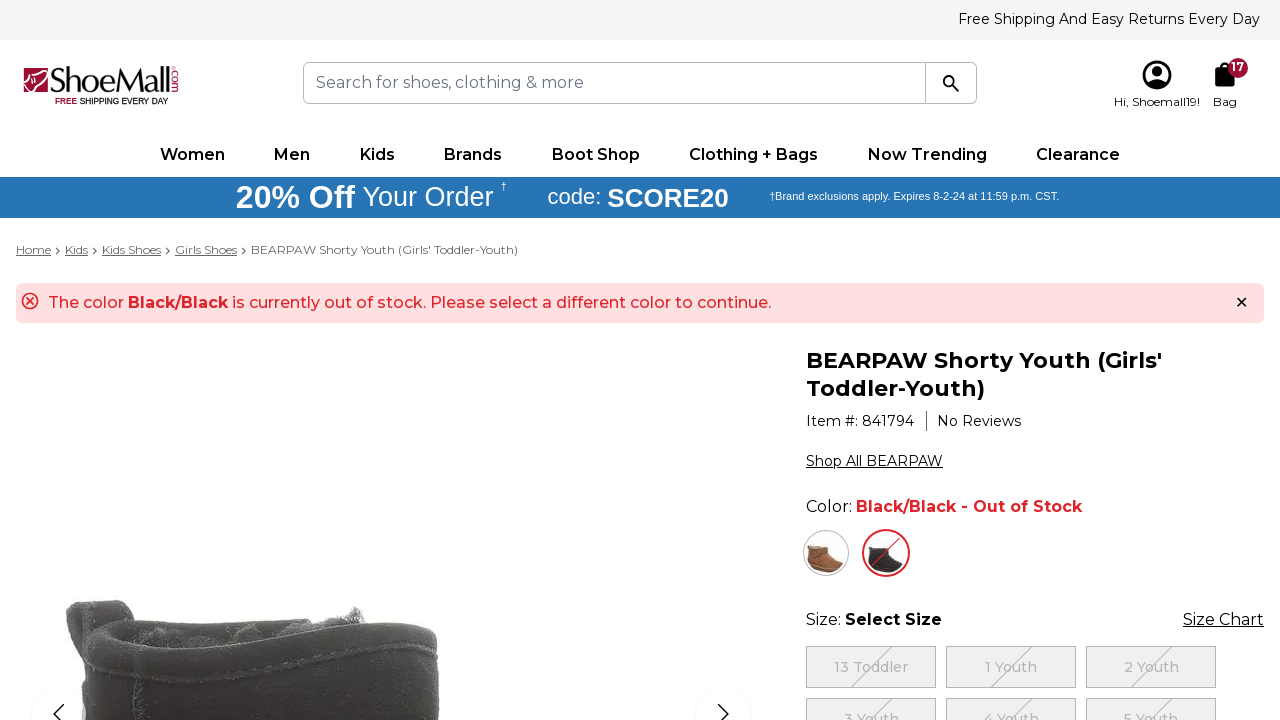 Free Shipping And Easy Returns Every Day
ShoeMall.com
FREE SHIPPING EVERY DAY
Search for shoes, clothing & more
Hi, Shoemall19!
17
Bag
Women
Men
Kids
Brands
Boot Shop
Clothing + Bags
Now Trending
Clearance
20% Off Your Order †
code: SCORE20
†Brand exclusions apply. Expires 8-2-24 at 11:59 p.m. CST.
Home > Kids > Kids Shoes > Girls Shoes > BEARPAW Shorty Youth (Girls' Toddler-Youth)
The color Black/Black is currently out of stock. Please select a different color to continue.
BEARPAW Shorty Youth (Girls'
Toddler-Youth)
Item #: 841794
No Reviews
Shop All BEARPAW
Color: Black/Black - Out of Stock
Size: Select Size
Size Chart
13 Toddler
1 Youth
2 Youth
3 Youth
4 Youth
5 Youth